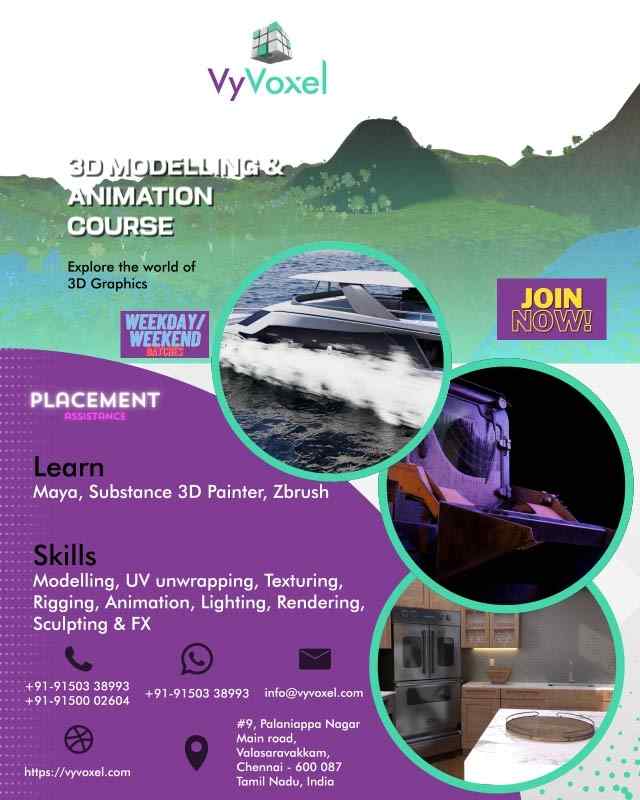 VyVoxel
3D MODELLING &
ANIMATION
COURSE
Explore the world of
3D Graphics
WEEKDAY/
WEEKEND
BATCHES
JOIN
NOW!
PLACEMENT
ASSISTANCE
Learn
Maya, Substance 3D Painter, Zbrush
Skills
Modelling, UV unwrapping, Texturing,
Rigging, Animation, Lighting, Rendering,
Sculpting & FX
+91-91503 38993
+91-91500 02604
+91-91503 38993
info@vyvoxel.com
https://vyvoxel.com
#9, Palaniappa Nagar
Main road,
Valasaravakkam,
Chennai - 600 087
Tamil Nadu, India